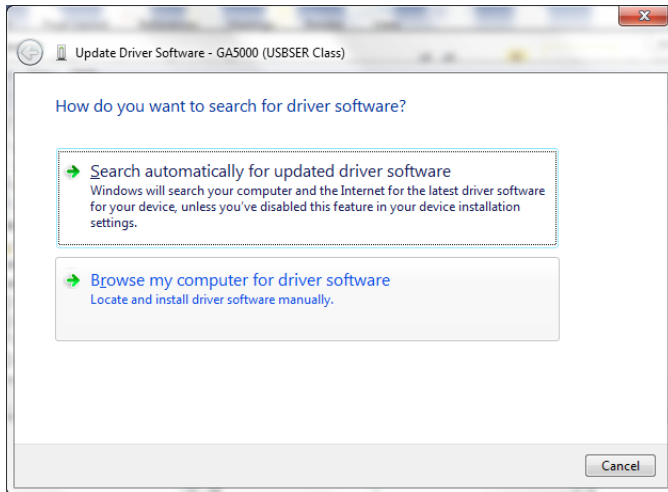 Update Driver Software - GA5000 (USBSER Class)
How do you want to search for driver software?
Search automatically for updated driver software
Windows will search your computer and the Internet for the latest driver software
for your device, unless you've disabled this feature in your device installation
settings.
Browse my computer for driver software
Locate and install driver software manually.
Cancel